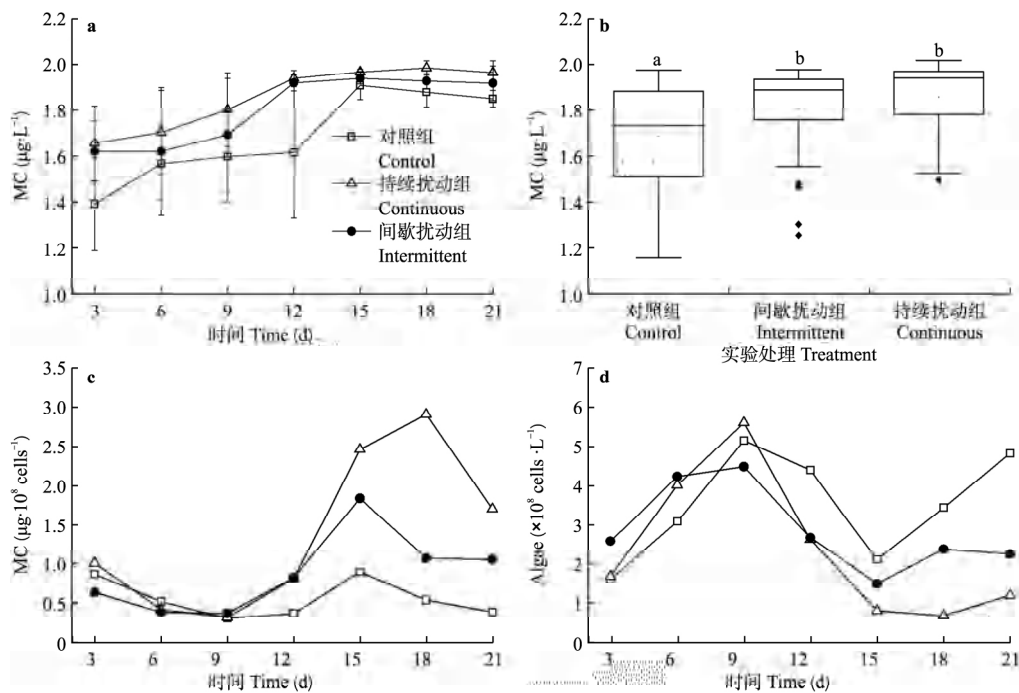 a
2.2
2.0
1.8
1.6
1.4
1.2
1.0
MC (μg·L⁻¹)
3 6 9 12 15 18 21
时间 Time (d)
对照组
Control
持续扰动组
Continuous
间歇扰动组
Intermittent
b
2.2
2.0
1.8
1.6
1.4
1.2
1.0
MC (μg·L⁻¹)
a b b
对照组 间歇扰动组 持续扰动组
Control Intermittent Continuous
实验处理 Treatment
c
3.5
3.0
2.5
2.0
1.5
1.0
0.5
0
MC (μg·10⁸ cells⁻¹)
3 6 9 12 15 18 21
时间 Time (d)
d
7
6
5
4
3
2
1
0
Algae (×10⁸ cells·L⁻¹)
3 6 9 12 15 18 21
时间 Time (d)